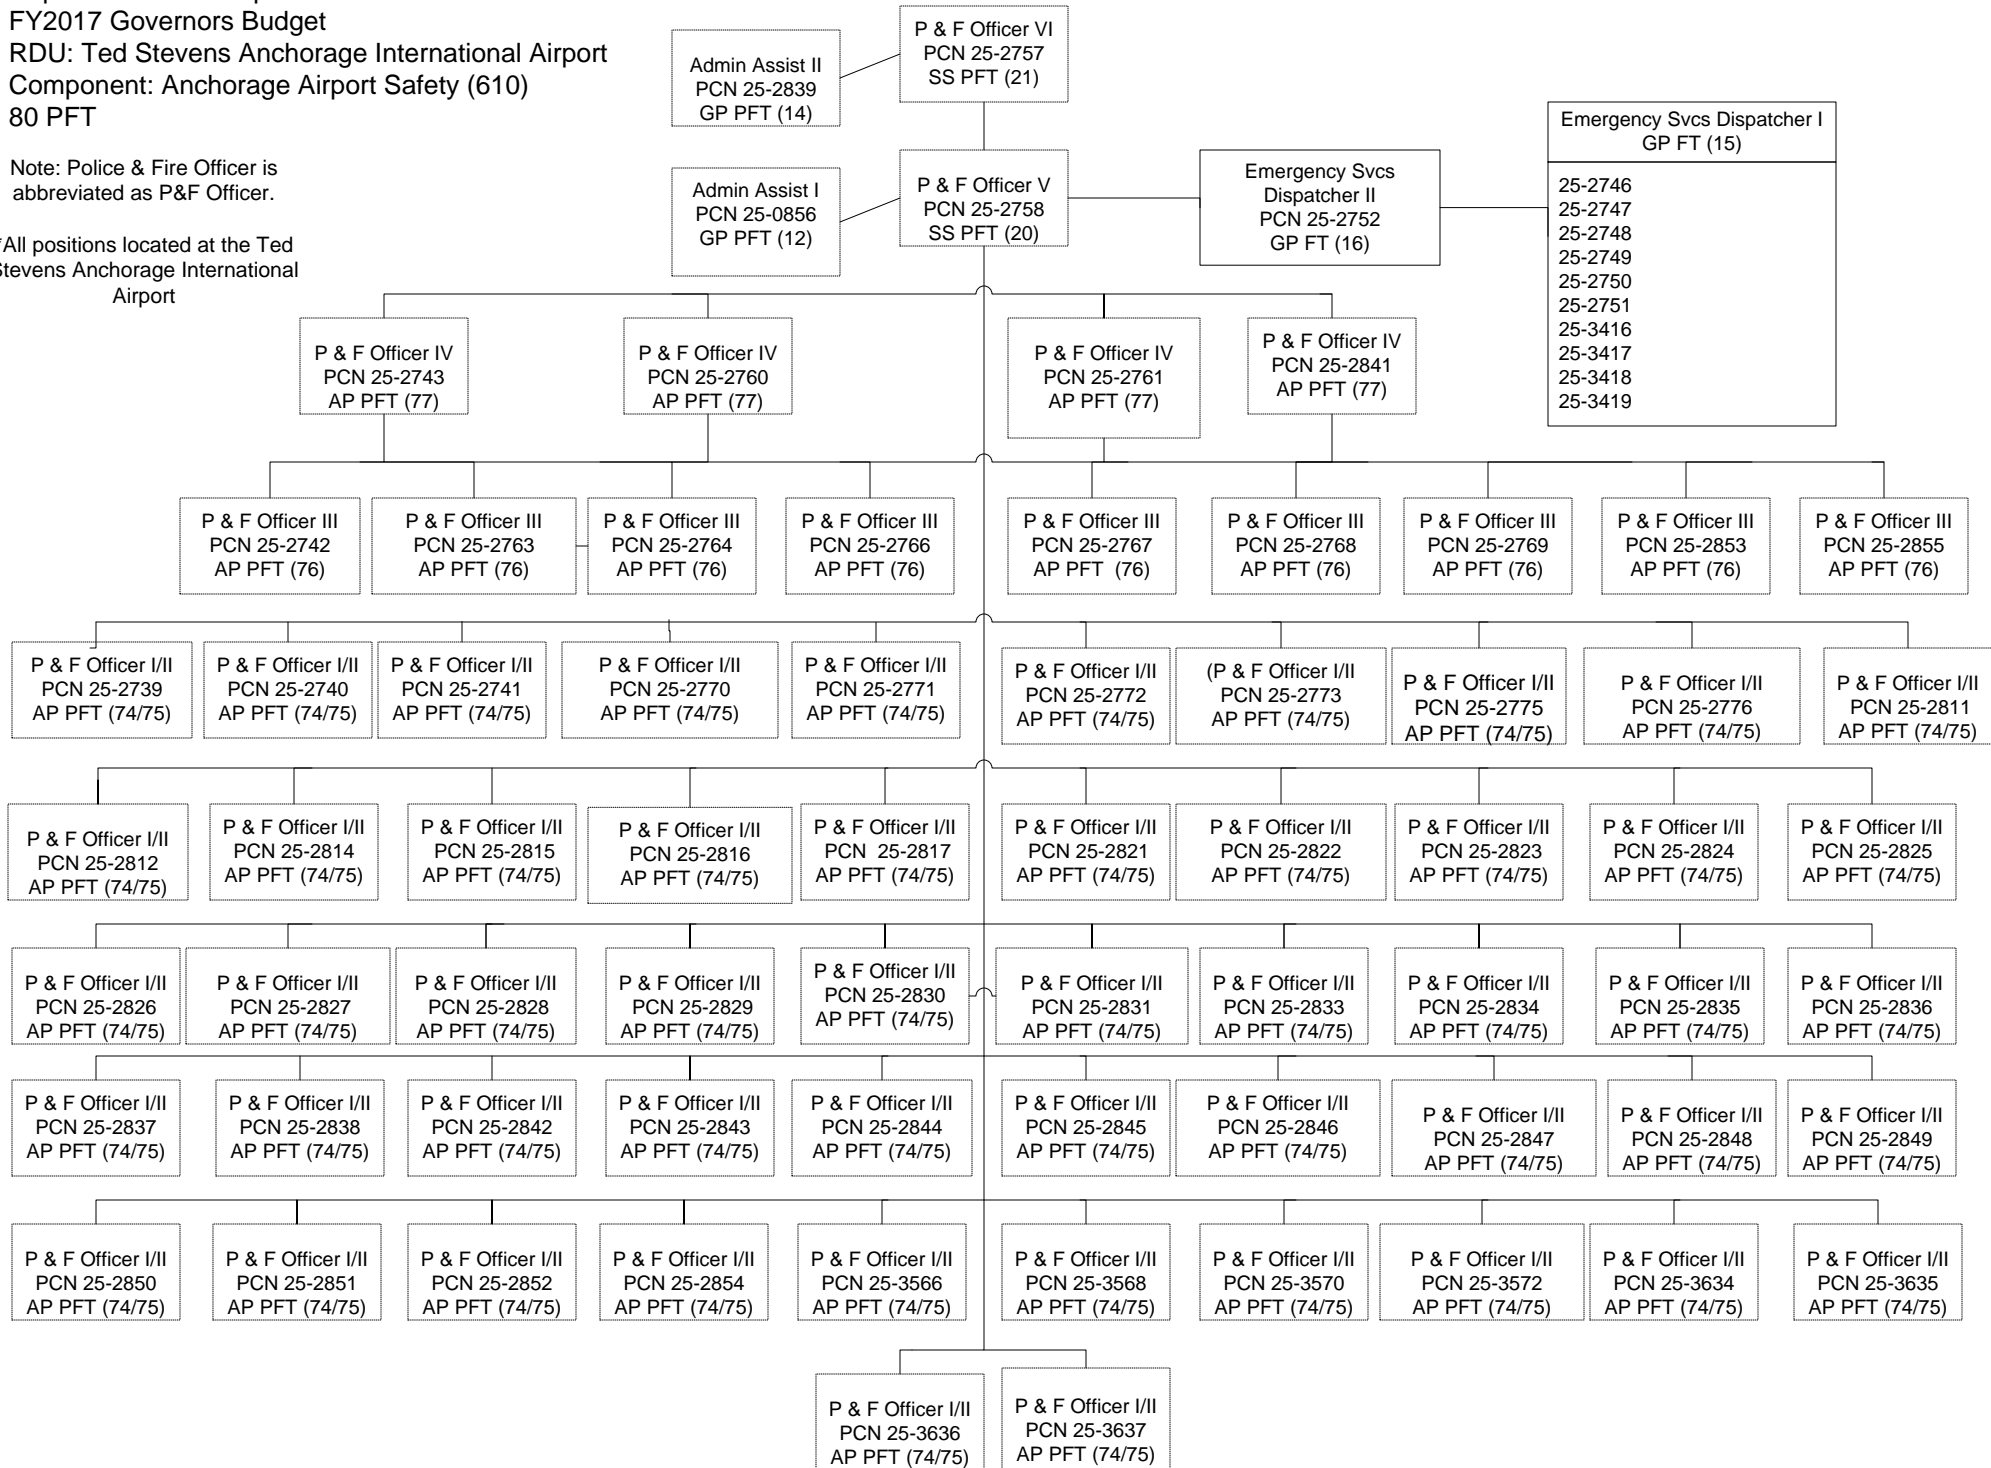 FY2017 Governors Budget
RDU: Ted Stevens Anchorage International Airport
Component: Anchorage Airport Safety (610)
80 PFT
Note: Police & Fire Officer is
abbreviated as P&F Officer.
*All positions located at the Ted
Stevens Anchorage International
Airport
Admin Assist II
PCN 25-2839
GP PFT (14)
P & F Officer VI
PCN 25-2757
SS PFT (21)
Admin Assist I
PCN 25-0856
GP PFT (12)
P & F Officer V
PCN 25-2758
SS PFT (20)
Emergency Svcs
Dispatcher II
PCN 25-2752
GP FT (16)
Emergency Svcs Dispatcher I
GP FT (15)
25-2746
25-2747
25-2748
25-2749
25-2750
25-2751
25-3416
25-3417
25-3418
25-3419
P & F Officer IV
PCN 25-2743
AP PFT (77)
P & F Officer IV
PCN 25-2760
AP PFT (77)
P & F Officer IV
PCN 25-2761
AP PFT (77)
P & F Officer IV
PCN 25-2841
AP PFT (77)
P & F Officer III
PCN 25-2742
AP PFT (76)
P & F Officer III
PCN 25-2763
AP PFT (76)
P & F Officer III
PCN 25-2764
AP PFT (76)
P & F Officer III
PCN 25-2766
AP PFT (76)
P & F Officer III
PCN 25-2767
AP PFT (76)
P & F Officer III
PCN 25-2768
AP PFT (76)
P & F Officer III
PCN 25-2769
AP PFT (76)
P & F Officer III
PCN 25-2853
AP PFT (76)
P & F Officer III
PCN 25-2855
AP PFT (76)
P & F Officer I/II
PCN 25-2739
AP PFT (74/75)
P & F Officer I/II
PCN 25-2740
AP PFT (74/75)
P & F Officer I/II
PCN 25-2741
AP PFT (74/75)
P & F Officer I/II
PCN 25-2770
AP PFT (74/75)
P & F Officer I/II
PCN 25-2771
AP PFT (74/75)
P & F Officer I/II
PCN 25-2772
AP PFT (74/75)
(P & F Officer I/II
PCN 25-2773
AP PFT (74/75)
P & F Officer I/II
PCN 25-2775
AP PFT (74/75)
P & F Officer I/II
PCN 25-2776
AP PFT (74/75)
P & F Officer I/II
PCN 25-2811
AP PFT (74/75)
P & F Officer I/II
PCN 25-2812
AP PFT (74/75)
P & F Officer I/II
PCN 25-2814
AP PFT (74/75)
P & F Officer I/II
PCN 25-2815
AP PFT (74/75)
P & F Officer I/II
PCN 25-2816
AP PFT (74/75)
P & F Officer I/II
PCN 25-2817
AP PFT (74/75)
P & F Officer I/II
PCN 25-2821
AP PFT (74/75)
P & F Officer I/II
PCN 25-2822
AP PFT (74/75)
P & F Officer I/II
PCN 25-2823
AP PFT (74/75)
P & F Officer I/II
PCN 25-2824
AP PFT (74/75)
P & F Officer I/II
PCN 25-2825
AP PFT (74/75)
P & F Officer I/II
PCN 25-2826
AP PFT (74/75)
P & F Officer I/II
PCN 25-2827
AP PFT (74/75)
P & F Officer I/II
PCN 25-2828
AP PFT (74/75)
P & F Officer I/II
PCN 25-2829
AP PFT (74/75)
P & F Officer I/II
PCN 25-2830
AP PFT (74/75)
P & F Officer I/II
PCN 25-2831
AP PFT (74/75)
P & F Officer I/II
PCN 25-2833
AP PFT (74/75)
P & F Officer I/II
PCN 25-2834
AP PFT (74/75)
P & F Officer I/II
PCN 25-2835
AP PFT (74/75)
P & F Officer I/II
PCN 25-2836
AP PFT (74/75)
P & F Officer I/II
PCN 25-2837
AP PFT (74/75)
P & F Officer I/II
PCN 25-2838
AP PFT (74/75)
P & F Officer I/II
PCN 25-2842
AP PFT (74/75)
P & F Officer I/II
PCN 25-2843
AP PFT (74/75)
P & F Officer I/II
PCN 25-2844
AP PFT (74/75)
P & F Officer I/II
PCN 25-2845
AP PFT (74/75)
P & F Officer I/II
PCN 25-2846
AP PFT (74/75)
P & F Officer I/II
PCN 25-2847
AP PFT (74/75)
P & F Officer I/II
PCN 25-2848
AP PFT (74/75)
P & F Officer I/II
PCN 25-2849
AP PFT (74/75)
P & F Officer I/II
PCN 25-2850
AP PFT (74/75)
P & F Officer I/II
PCN 25-2851
AP PFT (74/75)
P & F Officer I/II
PCN 25-2852
AP PFT (74/75)
P & F Officer I/II
PCN 25-2854
AP PFT (74/75)
P & F Officer I/II
PCN 25-3566
AP PFT (74/75)
P & F Officer I/II
PCN 25-3568
AP PFT (74/75)
P & F Officer I/II
PCN 25-3570
AP PFT (74/75)
P & F Officer I/II
PCN 25-3572
AP PFT (74/75)
P & F Officer I/II
PCN 25-3634
AP PFT (74/75)
P & F Officer I/II
PCN 25-3635
AP PFT (74/75)
P & F Officer I/II
PCN 25-3636
AP PFT (74/75)
P & F Officer I/II
PCN 25-3637
AP PFT (74/75)